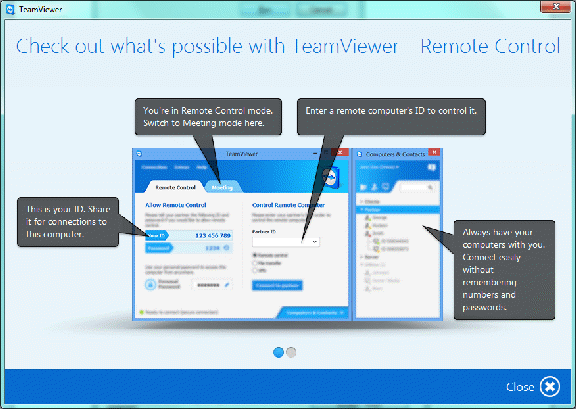 TeamViewer
Check out what's possible with TeamViewer Remote Control
You're in Remote Control mode.
Switch to Meeting mode here.
Enter a remote computer's ID to control it.
TeamViewer
Computers & Contacts
Remote Control
Meeting
Allow Remote Control
Control Remote Computer
This is your ID. Share
it for connections to
this computer.
Your ID
123 456 789
Partner ID
Password
Remote control
File transfer
VPN
Personal
Password
Connect to partner
Ready to connect (secure connection)
Computers & Contacts
Always have your
computers with you.
Connect easily
without
remembering
numbers and
passwords.
Close